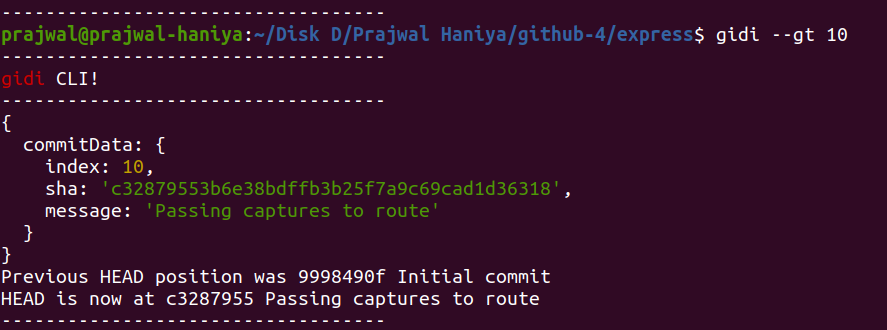 -----------------------------------
prajwal@prajwal-haniya:~/Disk D/Prajwal Haniya/github-4/express$ gidi --gt 10
-----------------------------------
gidi CLI!
-----------------------------------
{
  commitData: {
    index: 10,
    sha: 'c32879553b6e38bdffb3b25f7a9c69cad1d36318',
    message: 'Passing captures to route'
  }
}
Previous HEAD position was 9998490f Initial commit
HEAD is now at c3287955 Passing captures to route
-----------------------------------